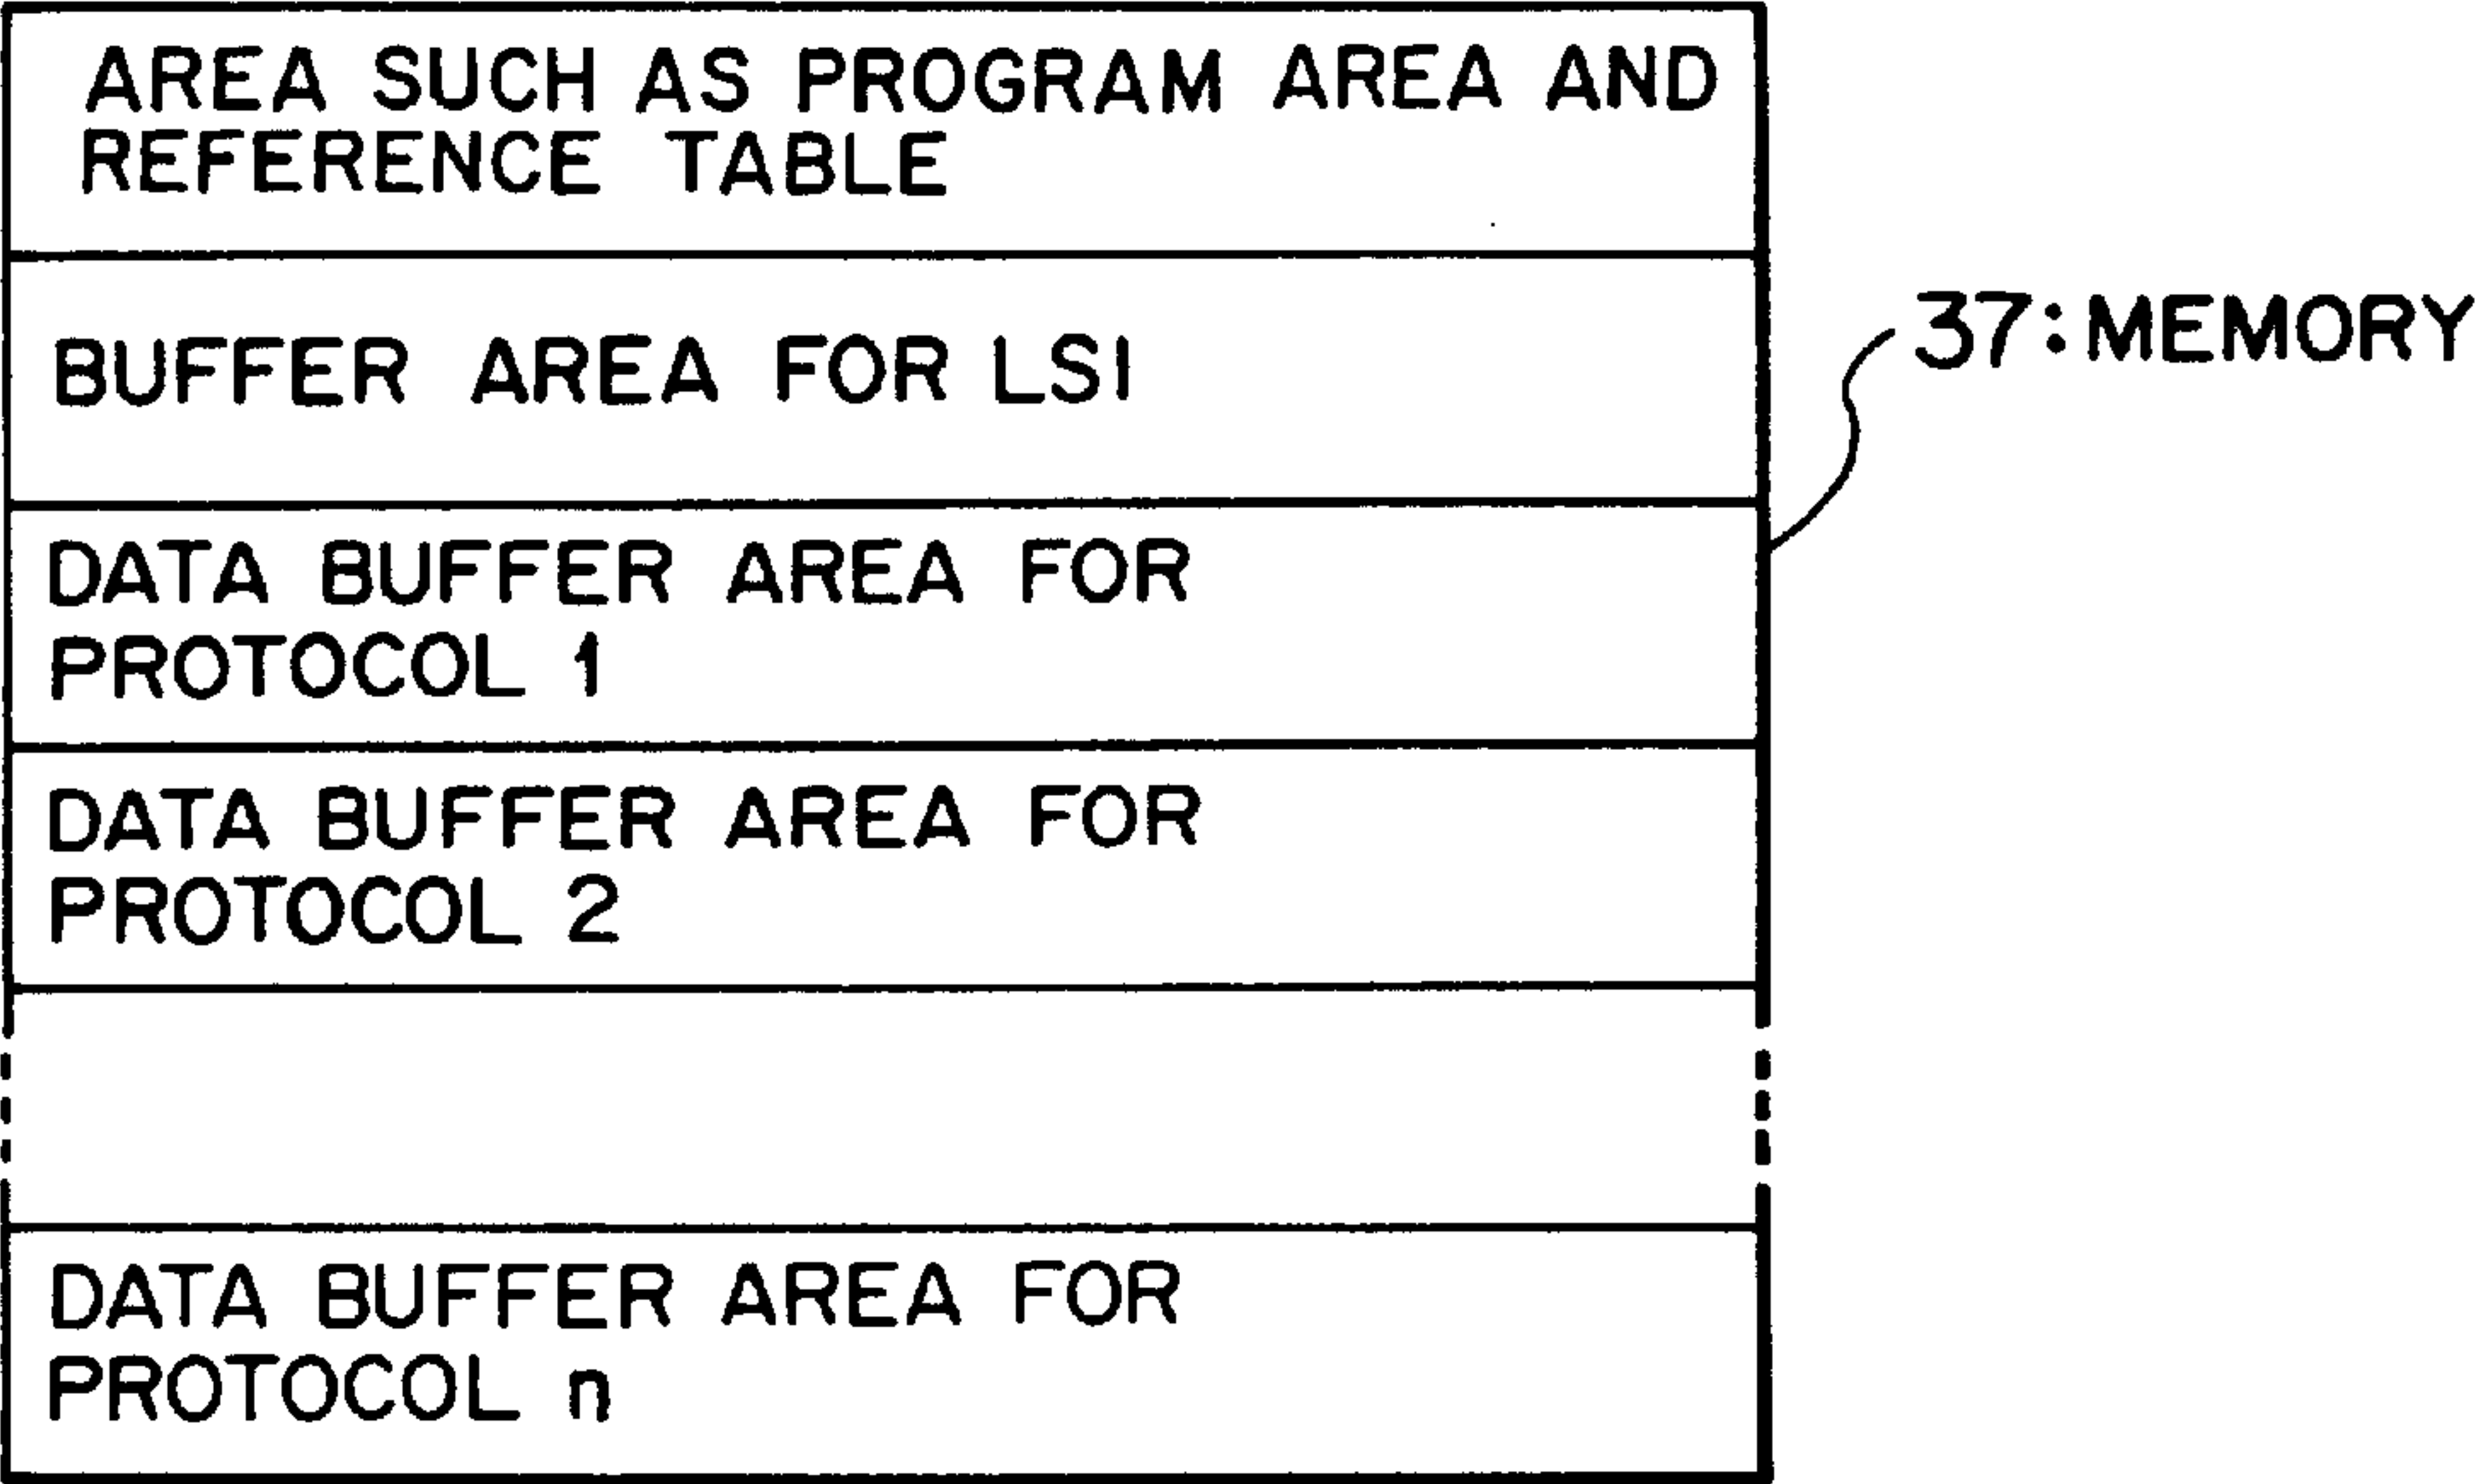 AREA SUCH AS PROGRAM AREA AND
REFERENCE TABLE
BUFFER AREA FOR LSI
37:MEMORY
DATA BUFFER AREA FOR
PROTOCOL 1
DATA BUFFER AREA FOR
PROTOCOL 2
DATA BUFFER AREA FOR
PROTOCOL n